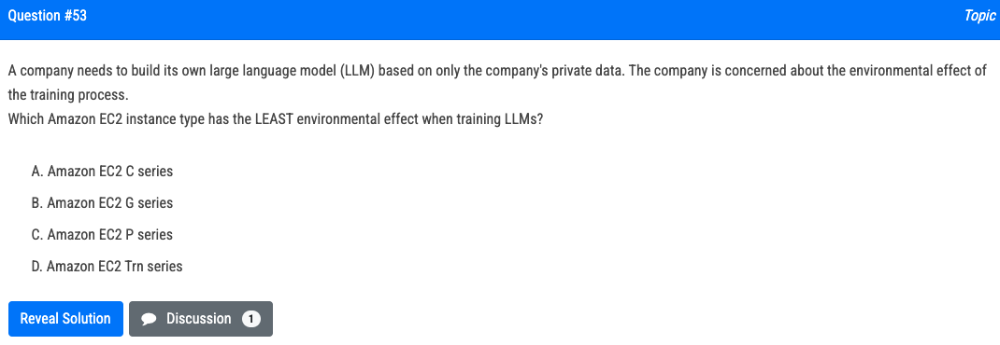 Question #53
Topic
A company needs to build its own large language model (LLM) based on only the company's private data. The company is concerned about the environmental effect of
the training process.
Which Amazon EC2 instance type has the LEAST environmental effect when training LLMs?
A. Amazon EC2 C series
B. Amazon EC2 G series
C. Amazon EC2 P series
D. Amazon EC2 Trn series
Reveal Solution
Discussion 1